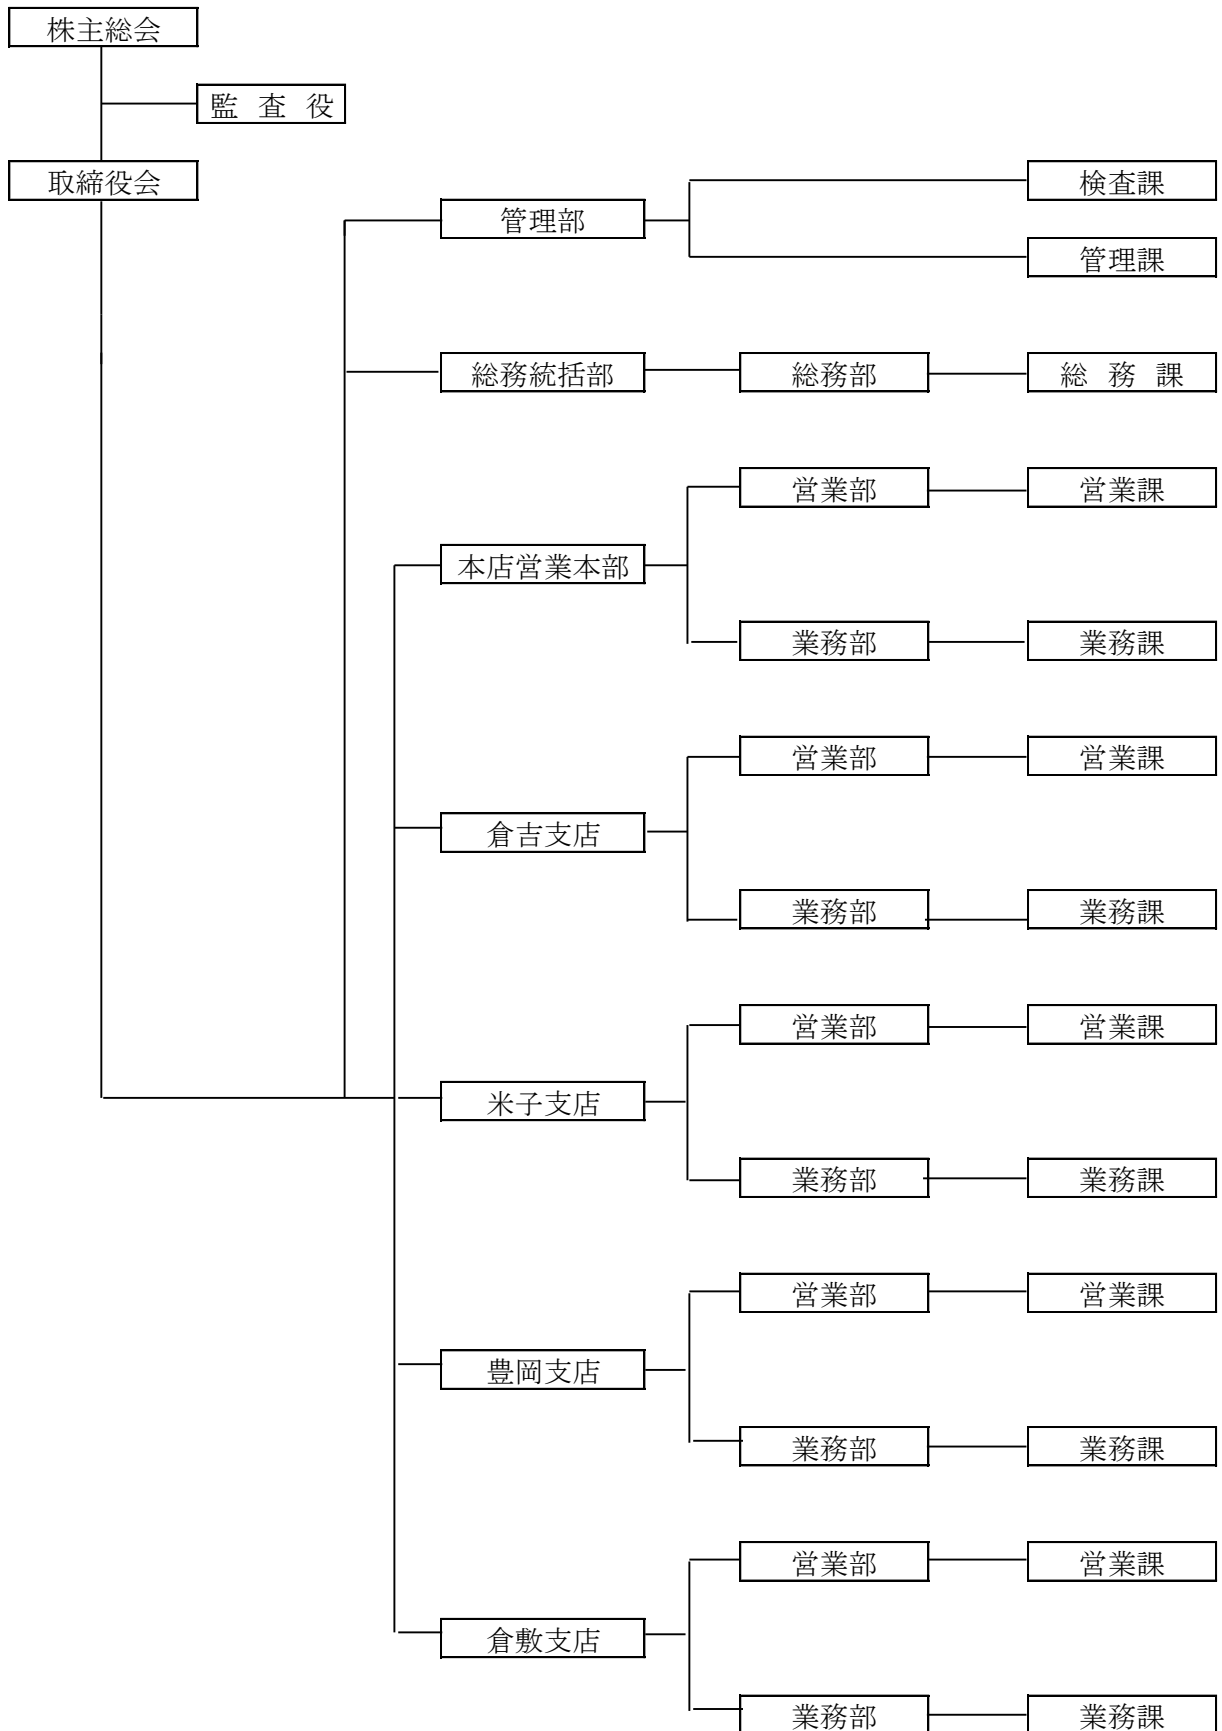 株主総会
監 査 役
取締役会
検査課
管理部
管理課
総務統括部 総務部 総 務 課
営業部 営業課
本店営業本部
業務部 業務課
営業部 営業課
倉吉支店
業務部 業務課
営業部 営業課
米子支店
業務部 業務課
営業部 営業課
豊岡支店
業務部 業務課
営業部 営業課
倉敷支店
業務部 業務課